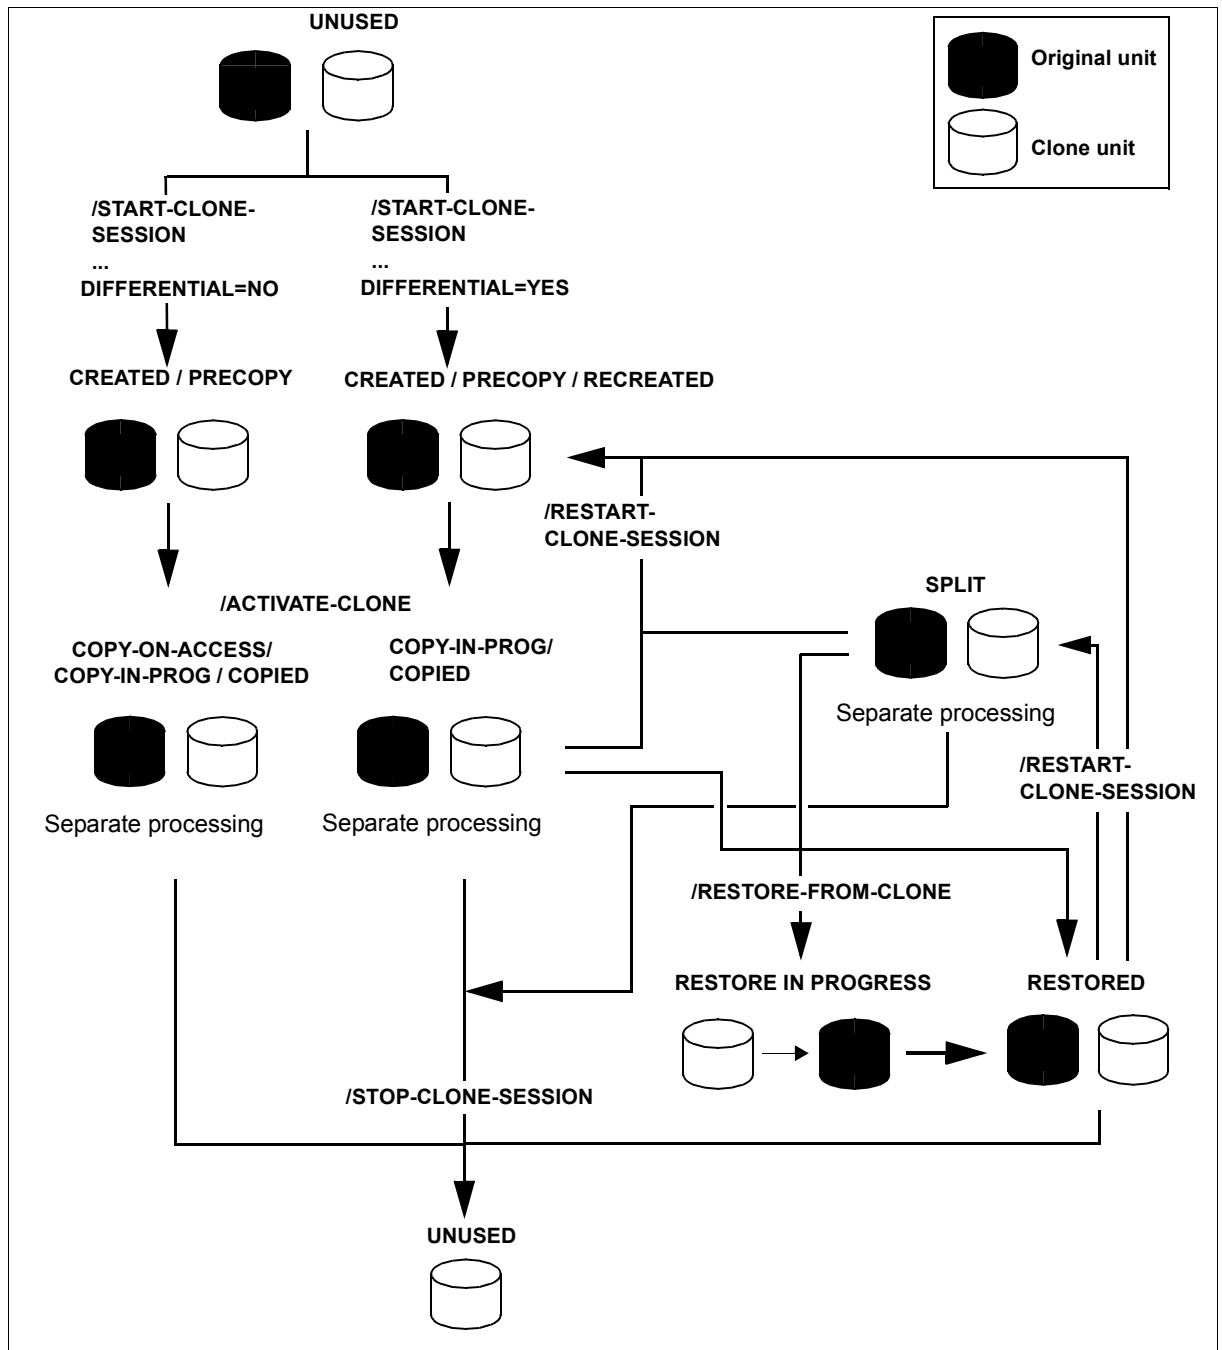 UNUSED
Original unit
Clone unit
/START-CLONE-
SESSION
...
DIFFERENTIAL=NO
/START-CLONE-
SESSION
...
DIFFERENTIAL=YES
CREATED / PRECOPY
CREATED / PRECOPY / RECREATED
/RESTART-
CLONE-SESSION
SPLIT
/ACTIVATE-CLONE
COPY-ON-ACCESS/
COPY-IN-PROG / COPIED
COPY-IN-PROG/
COPIED
Separate processing
/RESTART-
CLONE-SESSION
Separate processing
Separate processing
/RESTORE-FROM-CLONE
RESTORE IN PROGRESS
RESTORED
/STOP-CLONE-SESSION
UNUSED